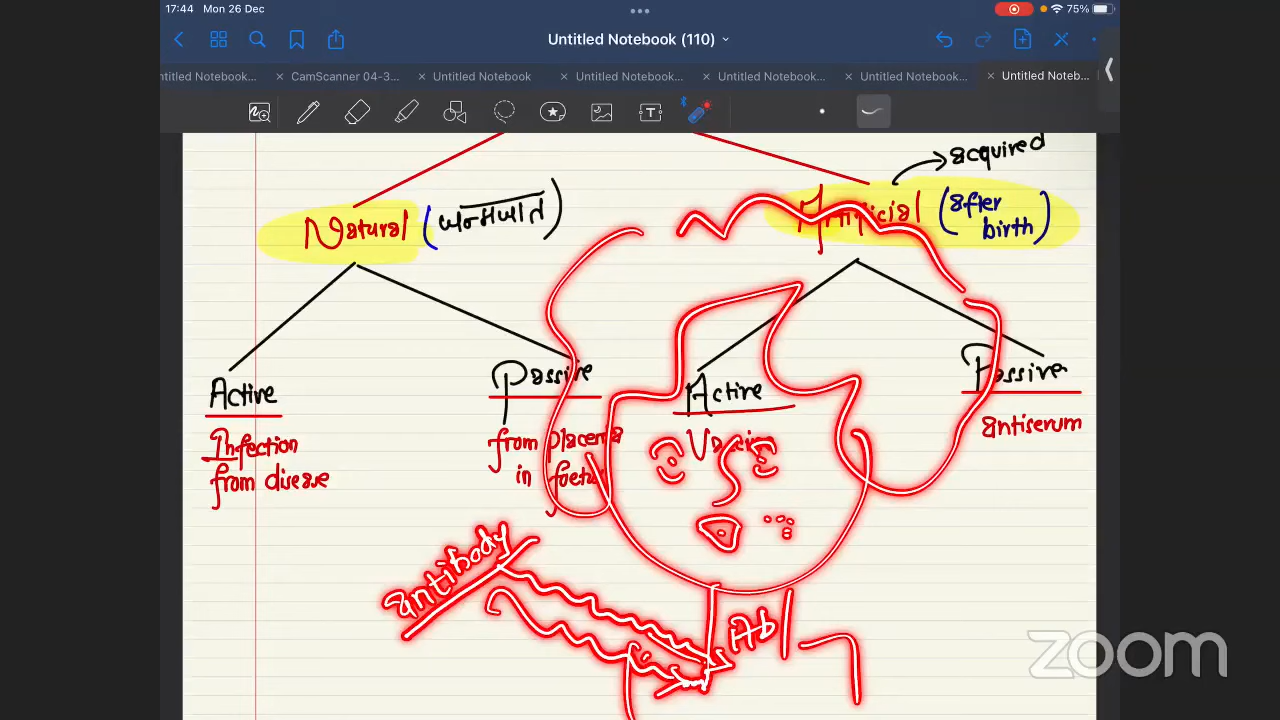 17:44 Mon 26 Dec
75%
Untitled Notebook (110)
ntitled Notebook...
CamScanner 04-3...
Untitled Notebook
Untitled Notebook...
Untitled Notebook...
Untitled Notebook...
Untitled Noteb...
acquired
Natural
Artificial (after birth)
Active
Passive
Active
Passive
Infection from disease
from placenta in foetus
Vaccine
antiserum
antibody
Ab
zoom